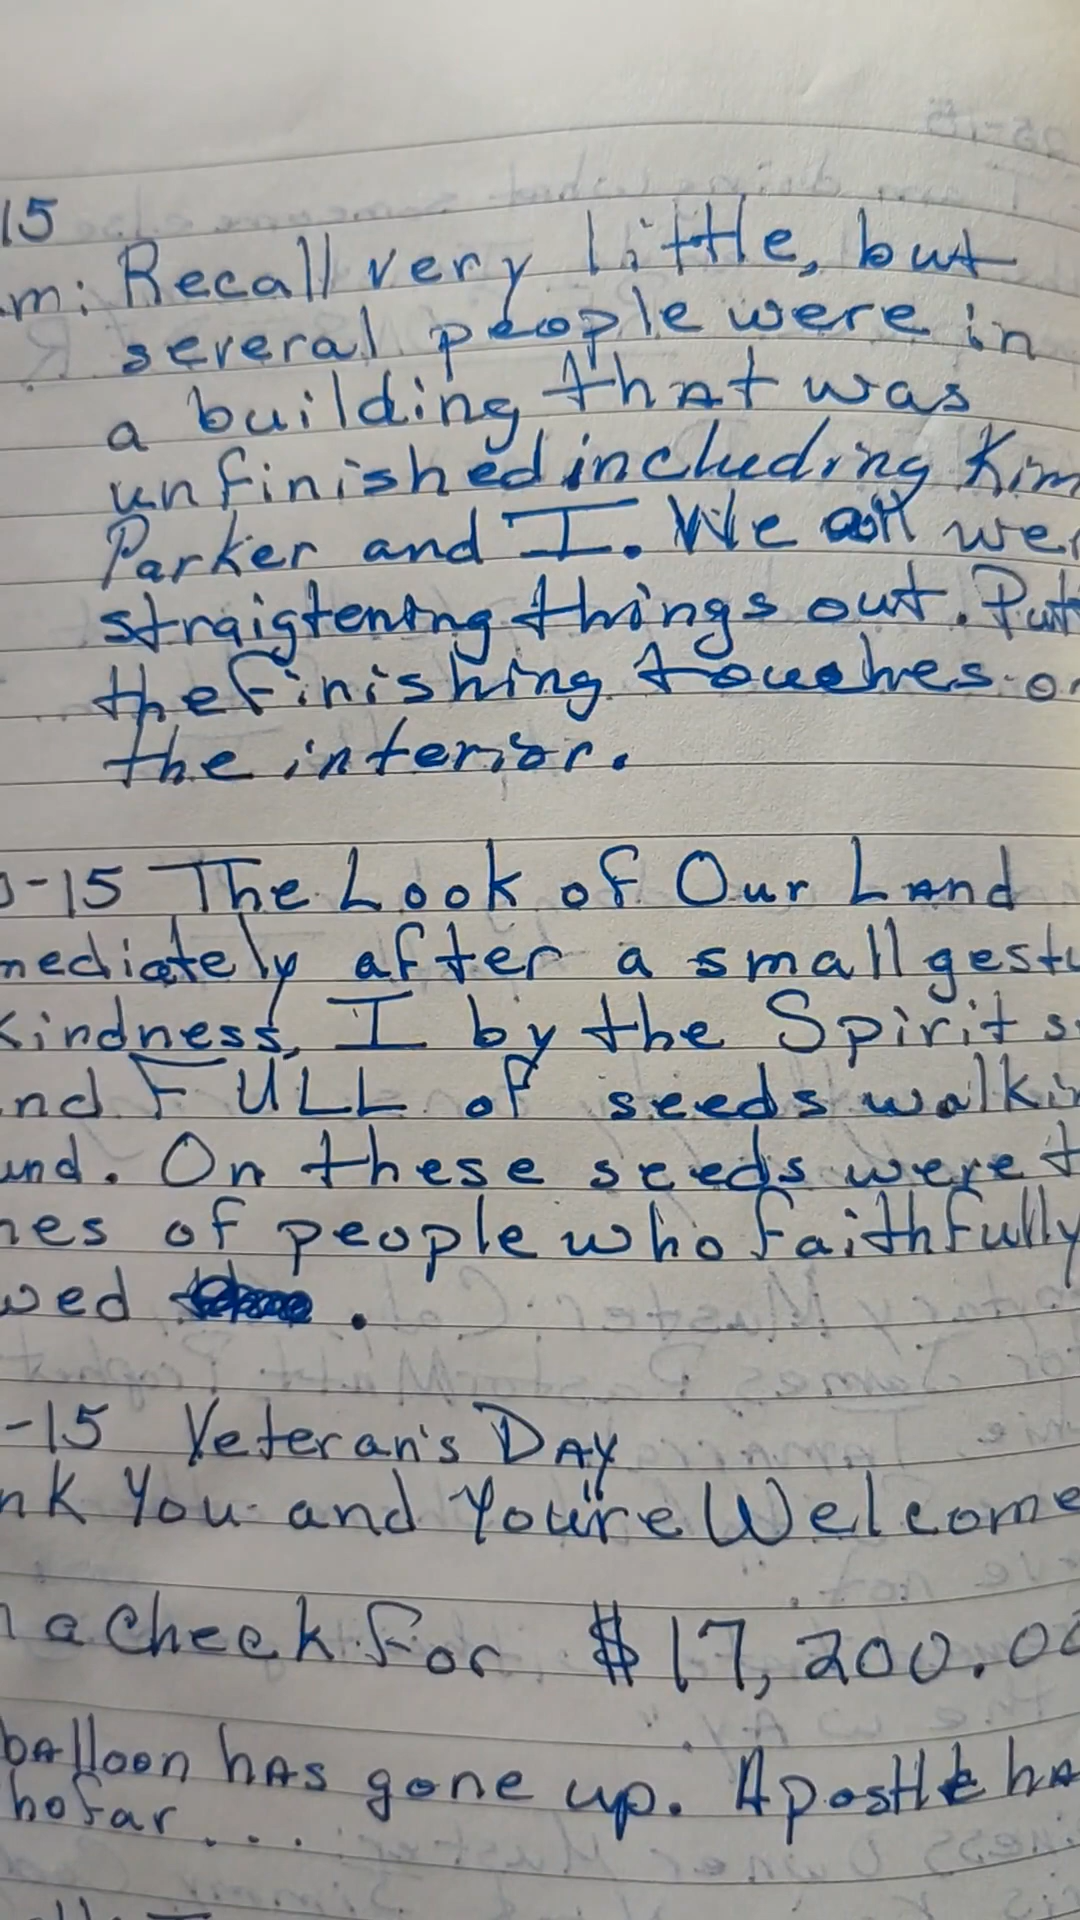 15
m: Recall very little, but
several people were in
a building that was
unfinished including Kim
Parker and I. We all we
straigtening things out. Put
the finishing touches o
the interior.
-15 The Look of Our Land
mediately after a small gestu
kindness, I by the Spirit s
nd FULL of seeds walki
und. On these seeds were t
nes of people who faithfully
wed
-15 Veteran's DAY
nk You and You're Welcome
a Check For $17,200.00
balloon has gone up. Apostle ha
hofar....